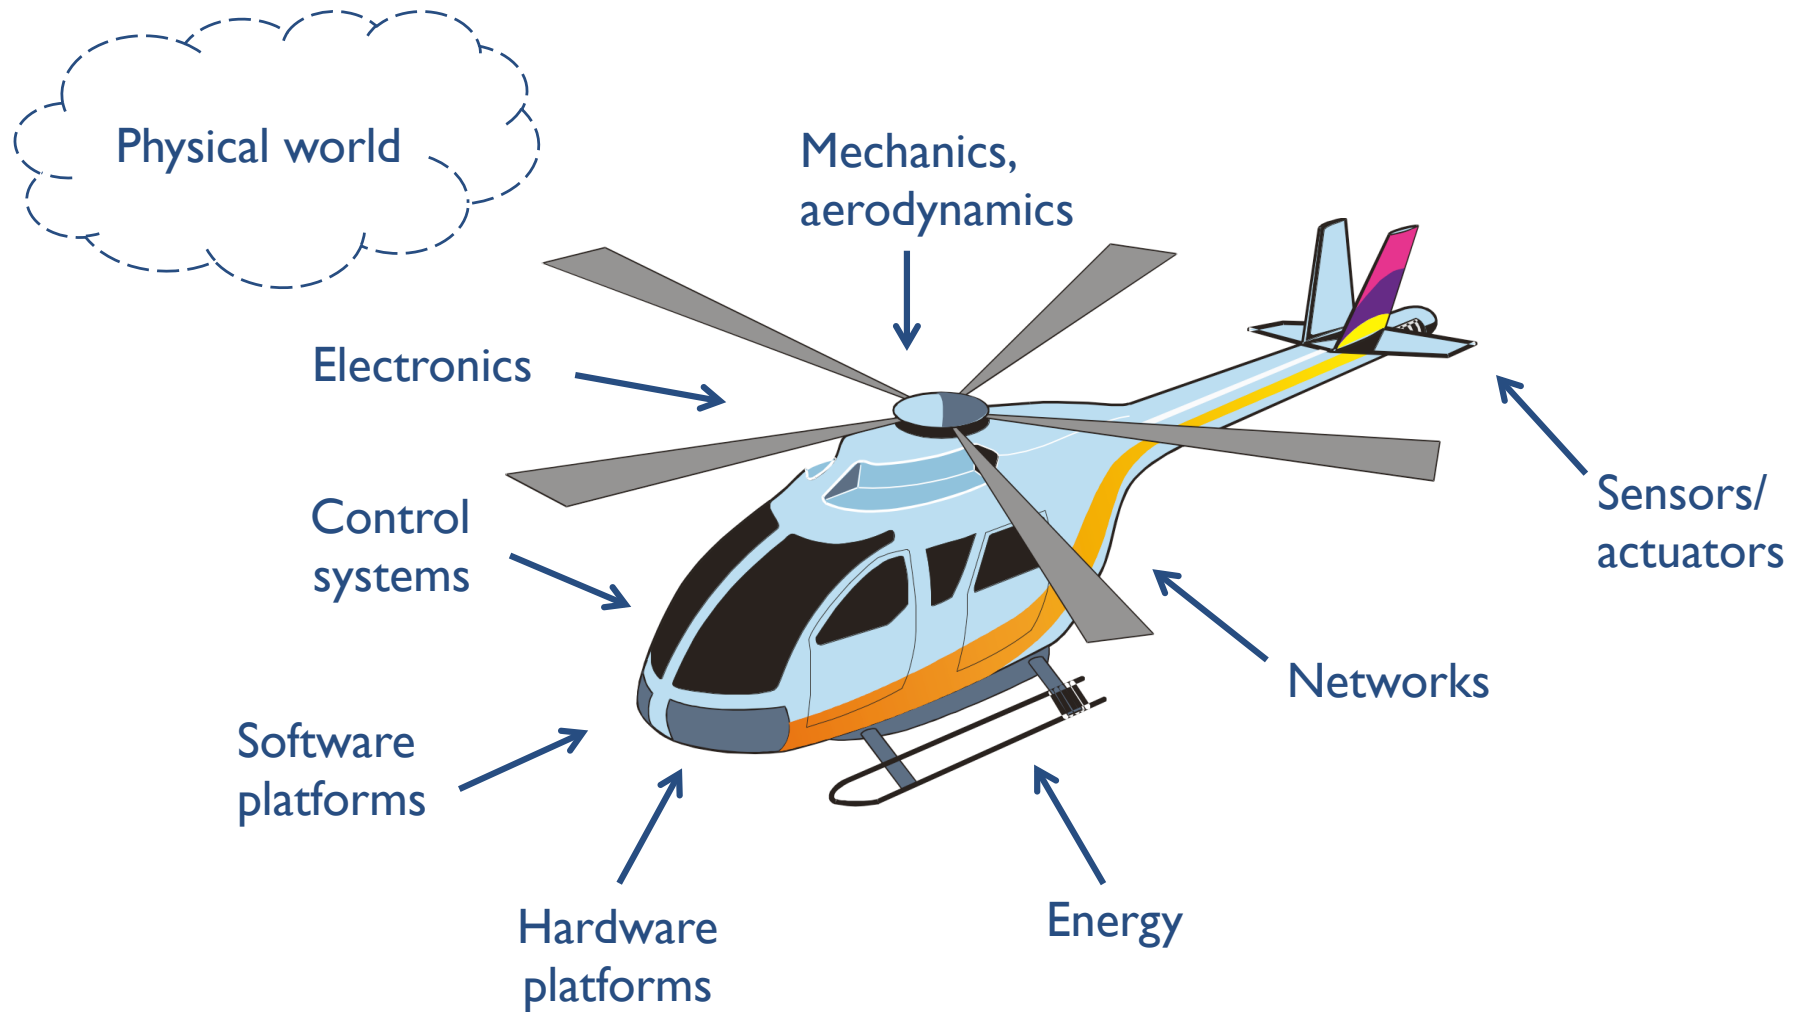 Physical world
Mechanics,
aerodynamics
Electronics
Control
systems
Sensors/
actuators
Networks
Software
platforms
Hardware
platforms
Energy